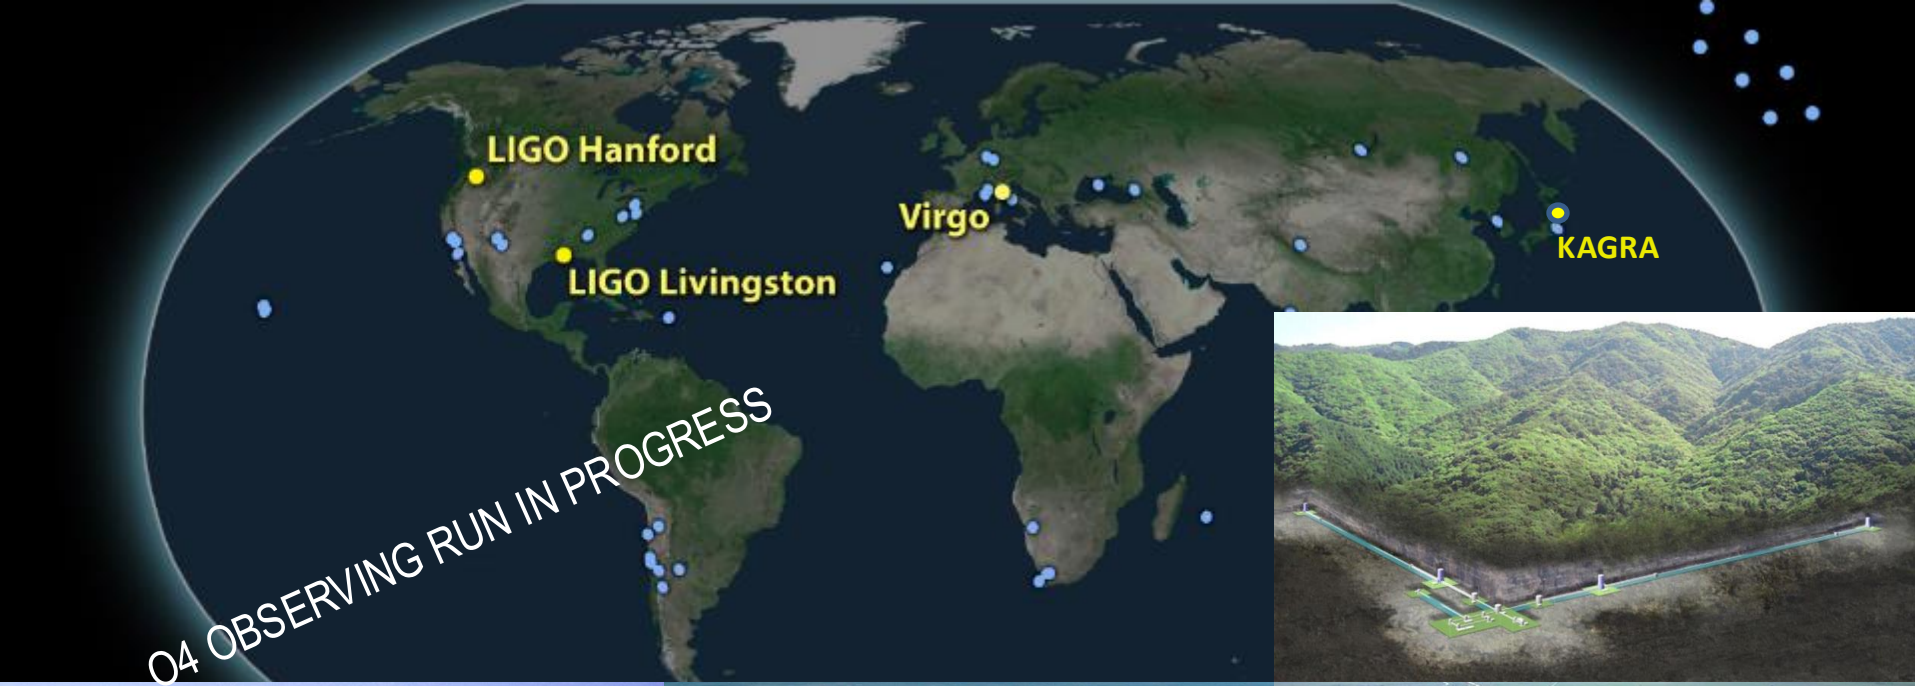 LIGO Hanford
Virgo
KAGRA
LIGO Livingston
O4 OBSERVING RUN IN PROGRESS